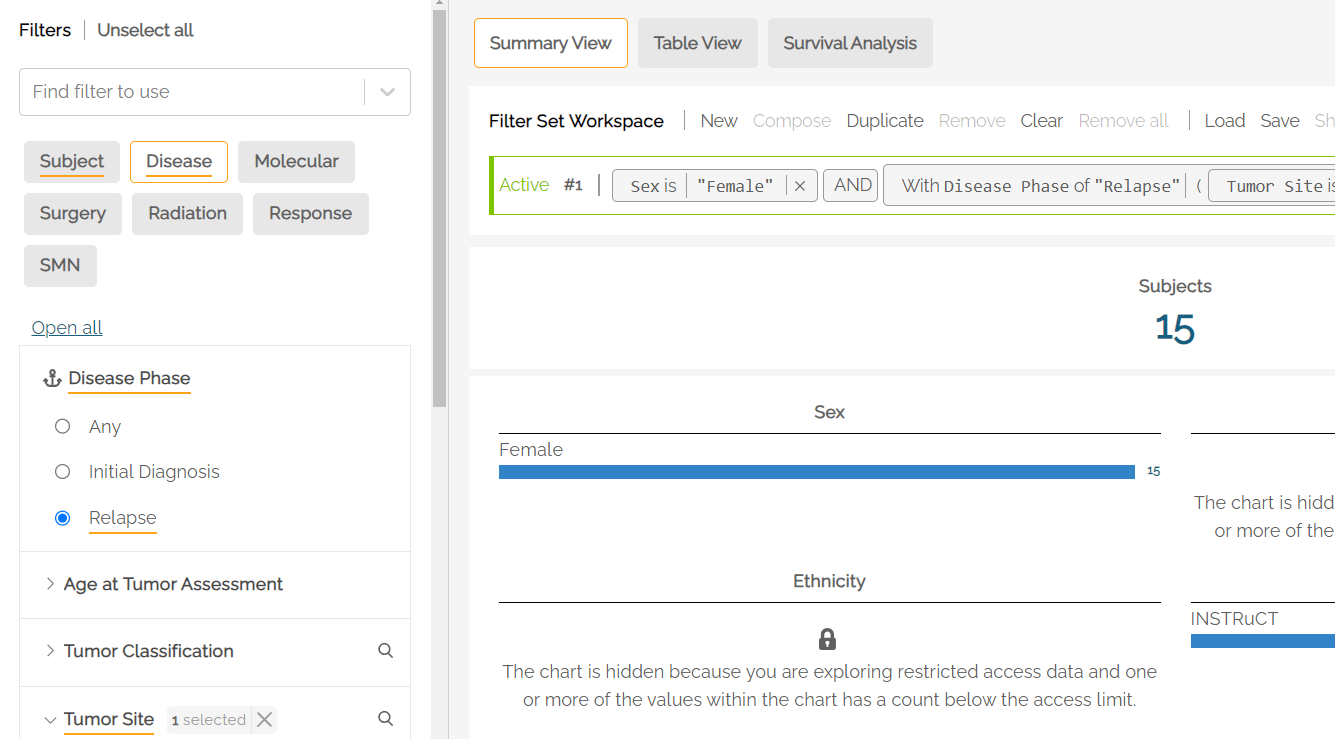 Filters
Unselect all
Find filter to use
Subject
Disease
Molecular
Surgery
Radiation
Response
SMN
Open all
Disease Phase
Any
Initial Diagnosis
Relapse
Age at Tumor Assessment
Tumor Classification
Tumor Site 1 selected
Summary View
Table View
Survival Analysis
Filter Set Workspace New Compose Duplicate Remove Clear Remove all Load Save Sh
Active #1 Sex is "Female" AND With Disease Phase of "Relapse" ( Tumor Site is
Subjects
15
Sex
Female
15
The chart is hidd
or more of the
Ethnicity
The chart is hidden because you are exploring restricted access data and one
or more of the values within the chart has a count below the access limit.
INSTRuCT